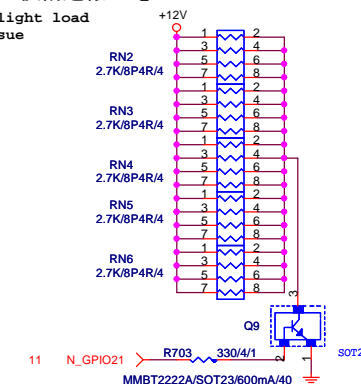 light load
sue
+12V
1 2
3 4
5 6
7 8
RN2
2.7K/8P4R/4
1 2
3 4
5 6
7 8
RN3
2.7K/8P4R/4
1 2
3 4
5 6
7 8
RN4
2.7K/8P4R/4
1 2
3 4
5 6
7 8
RN5
2.7K/8P4R/4
1 2
3 4
5 6
7 8
RN6
2.7K/8P4R/4
3
Q9
2 1
SOT2
11 N_GPIO21 R703 330/4/1
MMBT2222A/SOT23/600mA/40